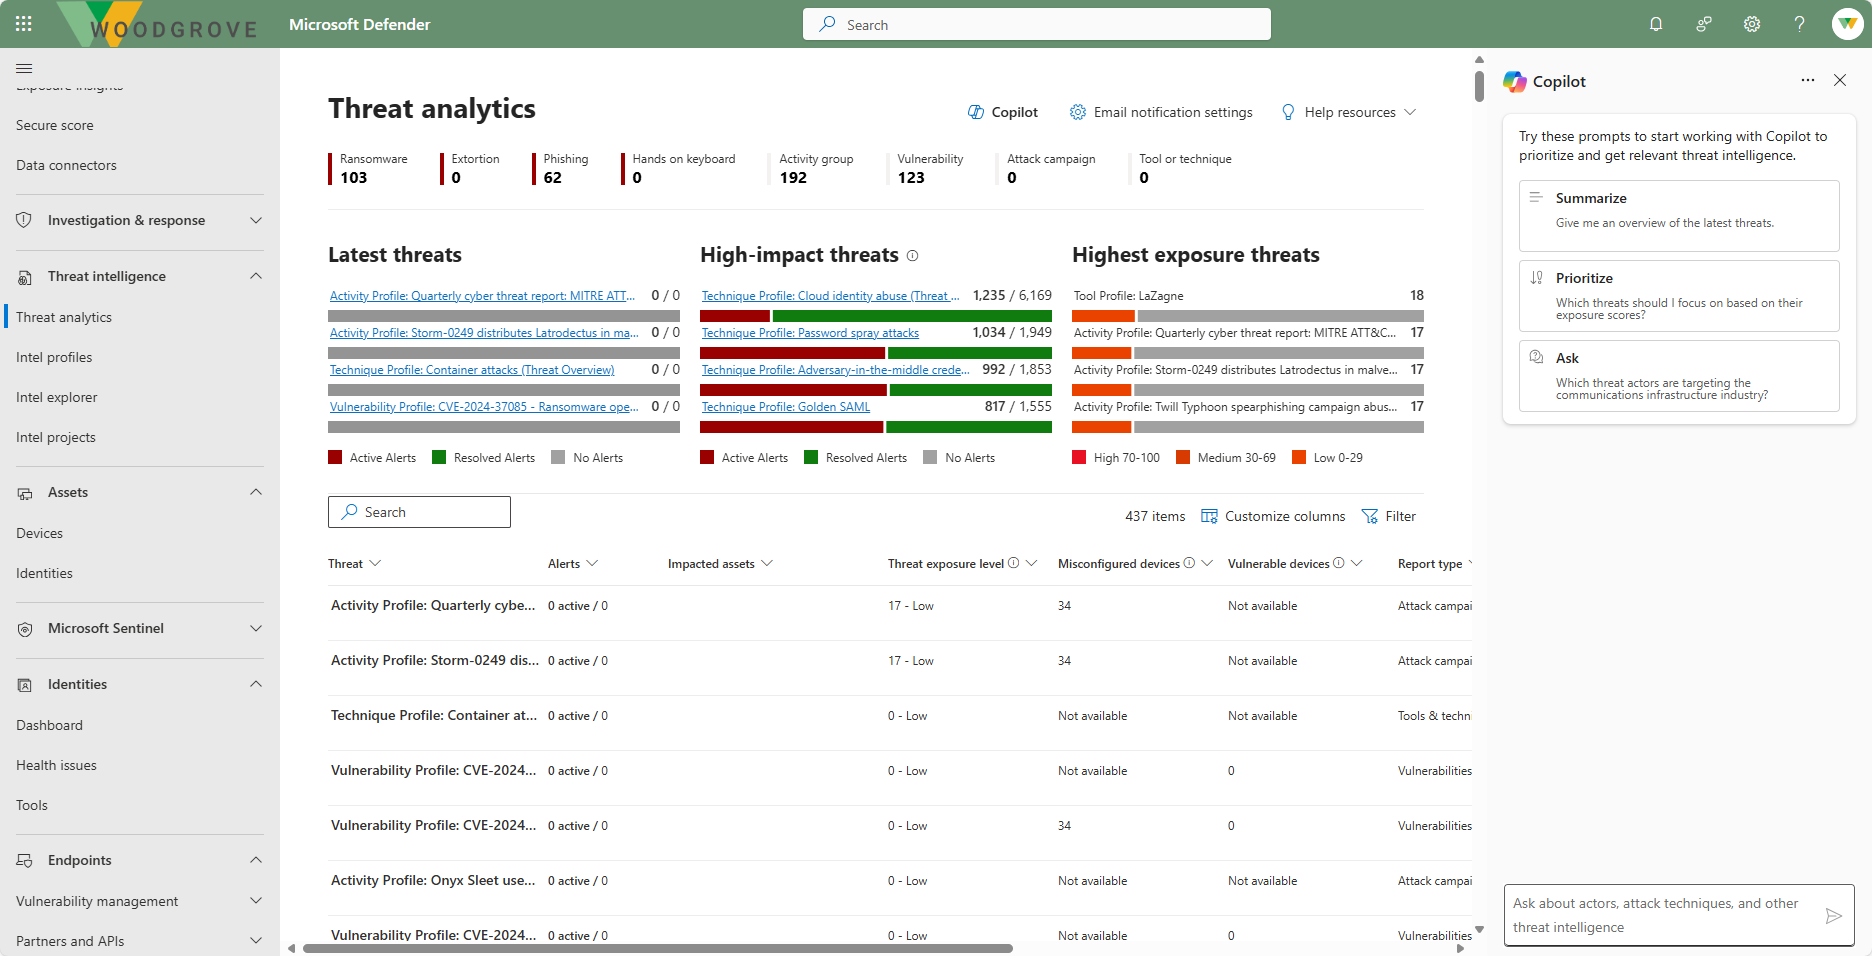 WOODGROVE
Microsoft Defender
Search
Exposure insights
Secure score
Data connectors
Investigation & response
Threat intelligence
Threat analytics
Intel profiles
Intel explorer
Intel projects
Assets
Devices
Identities
Microsoft Sentinel
Identities
Dashboard
Health issues
Tools
Endpoints
Vulnerability management
Partners and APIs
Threat analytics
Copilot
Email notification settings
Help resources
Ransomware
103
Extortion
0
Phishing
62
Hands on keyboard
0
Activity group
192
Vulnerability
123
Attack campaign
0
Tool or technique
0
Latest threats
Activity Profile: Quarterly cyber threat report: MITRE ATT... 0 / 0
Activity Profile: Storm-0249 distributes Latrodectus in ma... 0 / 0
Technique Profile: Container attacks (Threat Overview) 0 / 0
Vulnerability Profile: CVE-2024-37085 - Ransomware ope... 0 / 0
Active Alerts Resolved Alerts No Alerts
High-impact threats
Technique Profile: Cloud identity abuse (Threat ... 1,235 / 6,169
Technique Profile: Password spray attacks 1,034 / 1,949
Technique Profile: Adversary-in-the-middle crede... 992 / 1,853
Technique Profile: Golden SAML 817 / 1,555
Active Alerts Resolved Alerts No Alerts
Highest exposure threats
Tool Profile: LaZagne 18
Activity Profile: Quarterly cyber threat report: MITRE ATT&C... 17
Activity Profile: Storm-0249 distributes Latrodectus in malve... 17
Activity Profile: Twill Typhoon spearphishing campaign abus... 17
High 70-100 Medium 30-69 Low 0-29
Search
437 items Customize columns Filter
Threat Alerts Impacted assets Threat exposure level Misconfigured devices Vulnerable devices Report type
Activity Profile: Quarterly cybe... 0 active / 0 17 - Low 34 Not available Attack campai
Activity Profile: Storm-0249 dis... 0 active / 0 17 - Low 34 Not available Attack campai
Technique Profile: Container at... 0 active / 0 0 - Low Not available Not available Tools & techni
Vulnerability Profile: CVE-2024... 0 active / 0 0 - Low Not available 0 Vulnerabilities
Vulnerability Profile: CVE-2024... 0 active / 0 0 - Low 34 0 Vulnerabilities
Activity Profile: Onyx Sleet use... 0 active / 0 0 - Low Not available Not available Attack campai
Vulnerability Profile: CVE-2024... 0 active / 0 0 - Low Not available 0 Vulnerabilities
Copilot
Try these prompts to start working with Copilot to
prioritize and get relevant threat intelligence.
Summarize
Give me an overview of the latest threats.
Prioritize
Which threats should I focus on based on their
exposure scores?
Ask
Which threat actors are targeting the
communications infrastructure industry?
Ask about actors, attack techniques, and other
threat intelligence